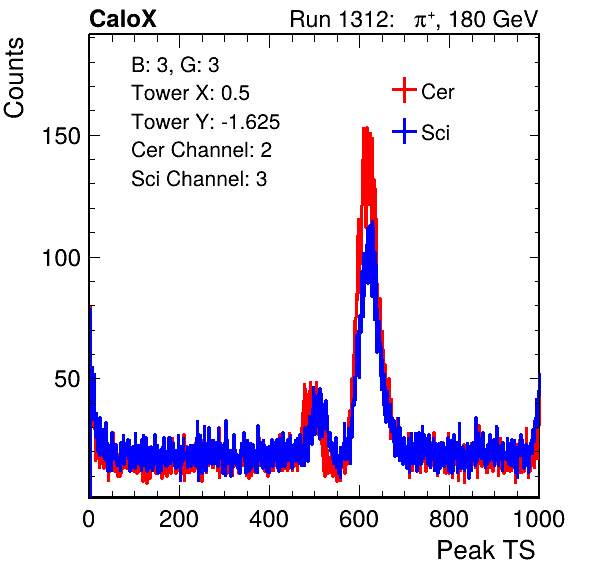 CaloX Run 1312: π⁺, 180 GeV
Counts
B: 3, G: 3
Tower X: 0.5
Tower Y: -1.625
Cer Channel: 2
Sci Channel: 3
Cer
Sci
150
100
50
0 200 400 600 800 1000
Peak TS